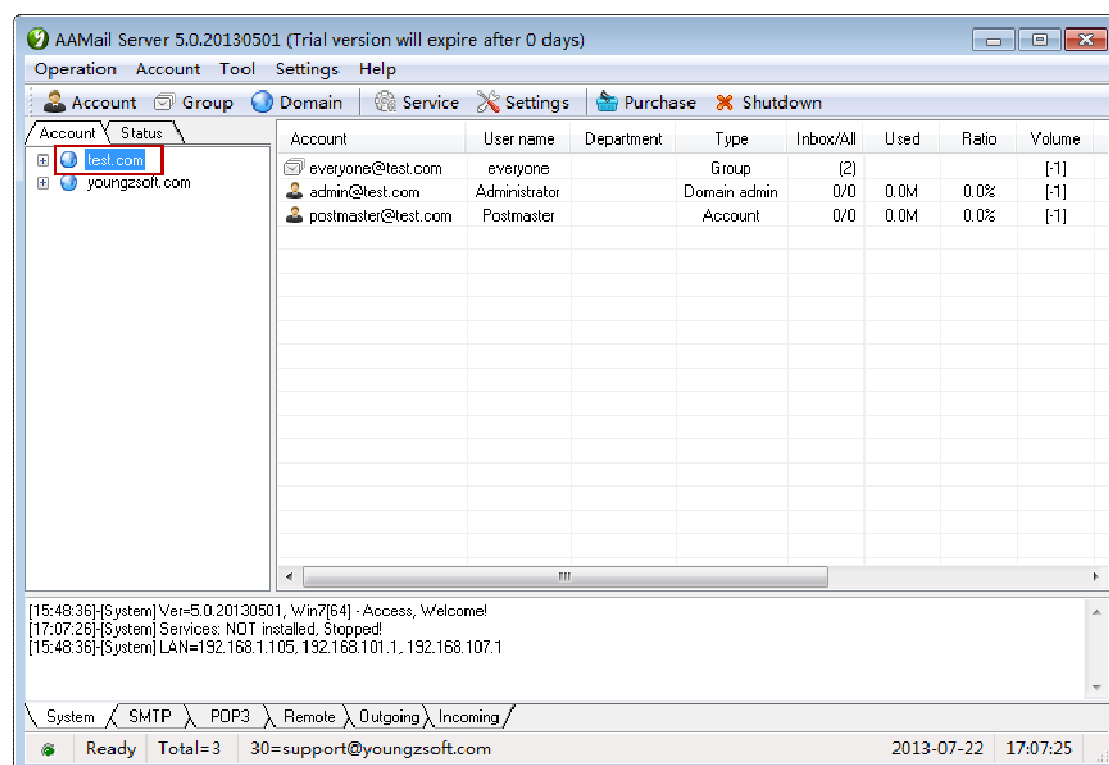 AAMail Server 5.0.20130501 (Trial version will expire after 0 days)
Operation Account Tool Settings Help
Account Group Domain Service Settings Purchase Shutdown
Account Status
test.com
youngzsoft.com
Account User name Department Type Inbox/All Used Ratio Volume
everyone@test.com everyone Group (2) [-1]
admin@test.com Administrator Domain admin 0/0 0.0M 0.0% [-1]
postmaster@test.com Postmaster Account 0/0 0.0M 0.0% [-1]
[15:48:36]-[System] Ver=5.0.20130501, Win7[64] - Access, Welcome!
[17:07:26]-[System] Services: NOT installed, Stopped!
[15:48:36]-[System] LAN=192.168.1.105, 192.168.101.1, 192.168.107.1
System SMTP POP3 Remote Outgoing Incoming
Ready Total=3 30=support@youngzsoft.com 2013-07-22 17:07:25